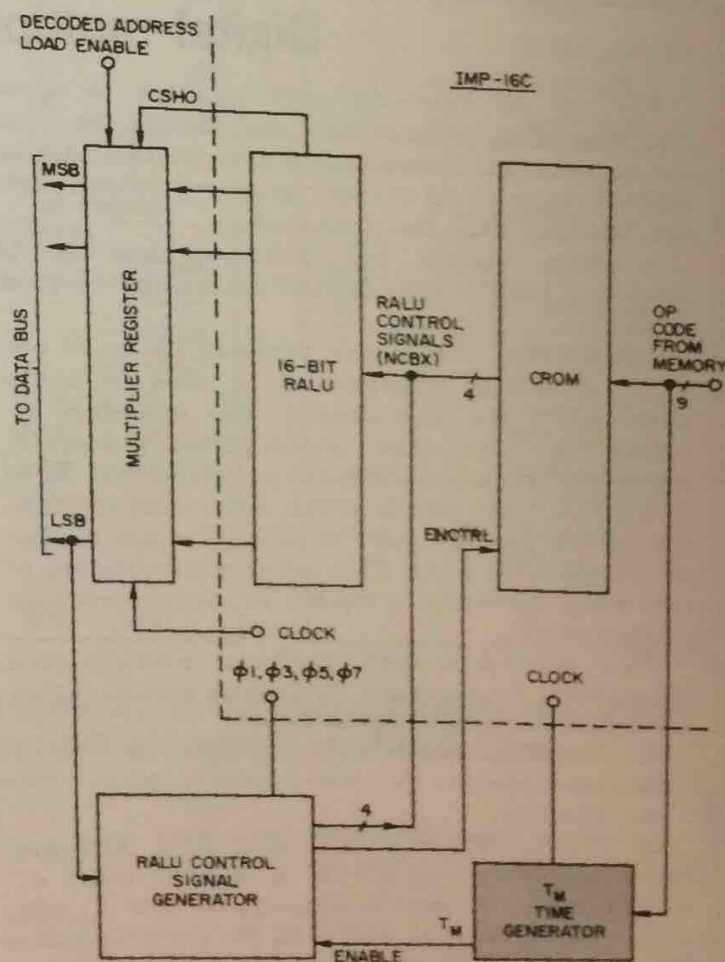 DECODED ADDRESS
LOAD ENABLE
IMP-16C
CSHO
MSB
TO DATA BUS
MULTIPLIER REGISTER
16-BIT
RALU
RALU
CONTROL
SIGNALS
(NCBX)
4
CROM
OP
CODE
FROM
MEMORY
9
LSB
ENCTRL
CLOCK
ϕ1, ϕ3, ϕ5, ϕ7
CLOCK
4
RALU CONTROL
SIGNAL
GENERATOR
TM
ENABLE
TM
TIME
GENERATOR